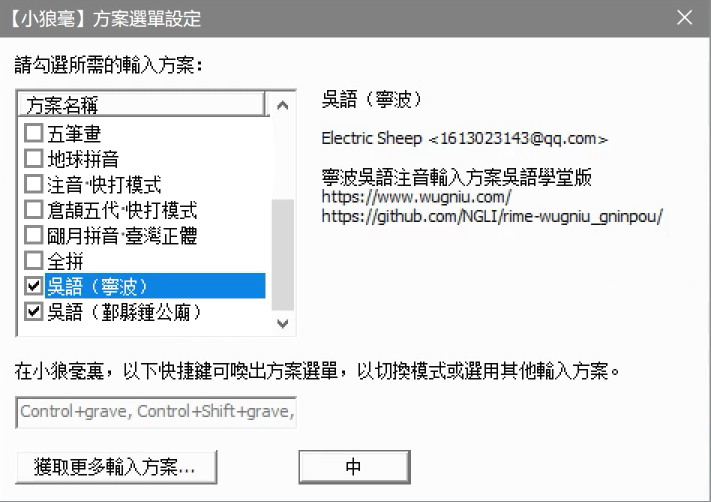 【小狼毫】方案選單設定
請勾選所需的輸入方案：
方案名稱
五筆畫
地球拼音
注音·快打模式
倉頡五代·快打模式
朙月拼音·臺灣正體
全拼
吳語（寧波）
吳語（鄞縣鍾公廟）
吳語（寧波）
Electric Sheep <1613023143@qq.com>
寧波吳語注音輸入方案吳語學堂版
https://www.wugniu.com/
https://github.com/NGLI/rime-wugniu_gninpou/
在小狼毫裏，以下快捷鍵可喚出方案選單，以切換模式或選用其他輸入方案。
Control+grave, Control+Shift+grave,
獲取更多輸入方案...
中